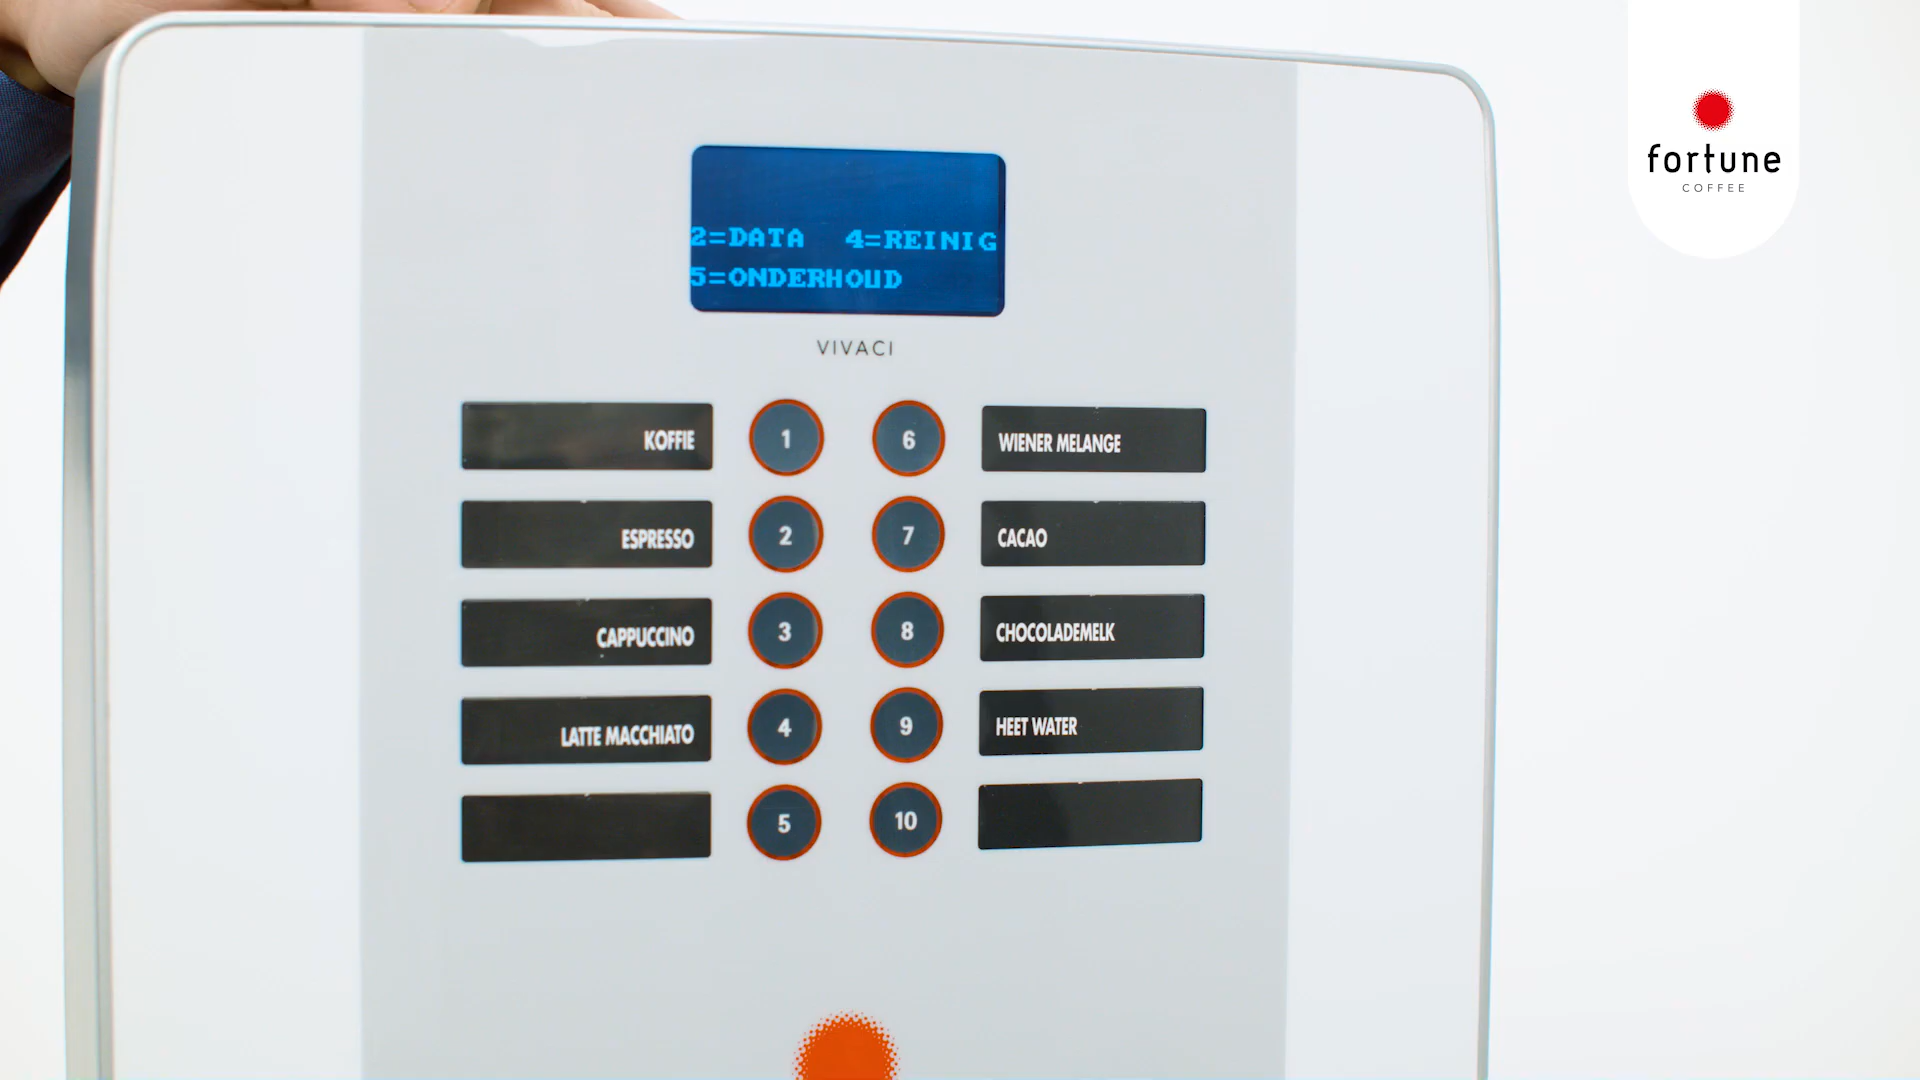 fortune
COFFEE
2=DATA 4=REINIG
5=ONDERHOUD
VIVACI
KOFFIE 1 6 WIENER MELANGE
ESPRESSO 2 7 CACAO
CAPPUCCINO 3 8 CHOCOLADEMELK
LATTE MACCHIATO 4 9 HEET WATER
5 10